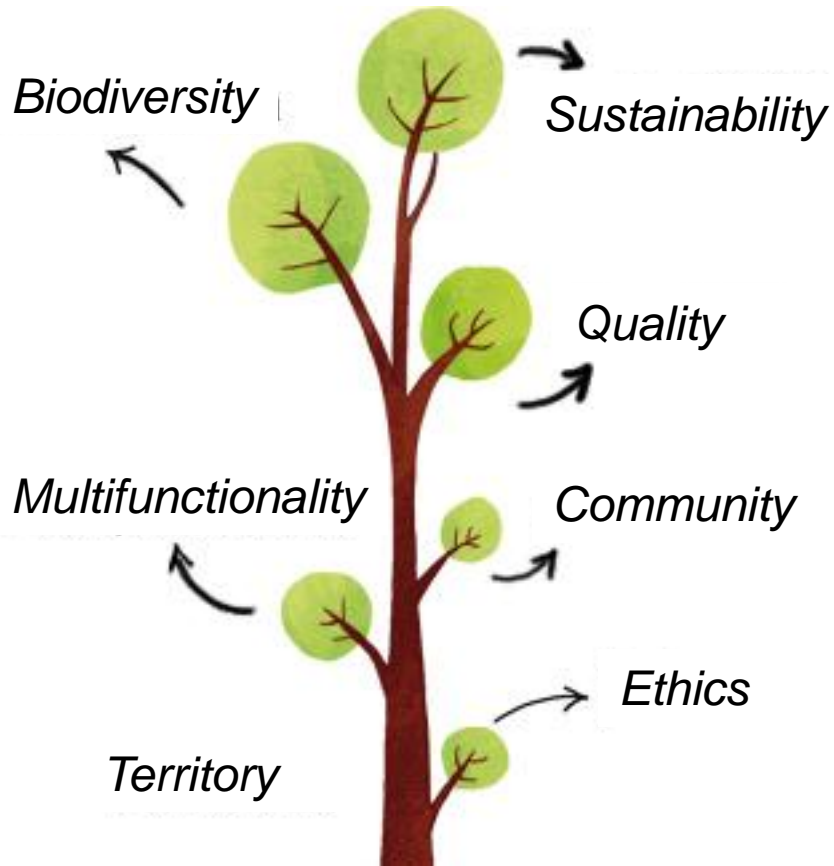 Biodiversity
Sustainability
Quality
Multifunctionality
Community
Ethics
Territory